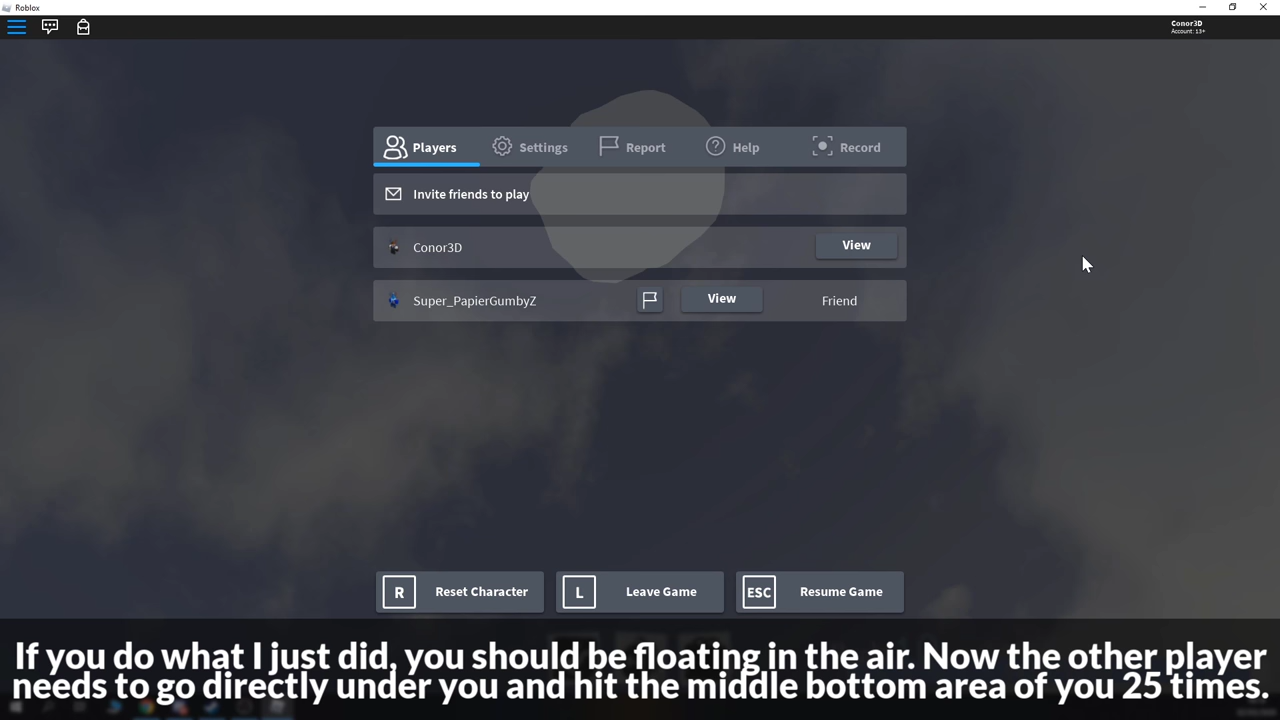 Roblox
Conor3D
Account: 13+
Players Settings Report Help Record
Invite friends to play
Conor3D View
Super_PapierGumbyZ View Friend
R Reset Character L Leave Game ESC Resume Game
If you do what I just did, you should be floating in the air. Now the other player
needs to go directly under you and hit the middle bottom area of you 25 times.